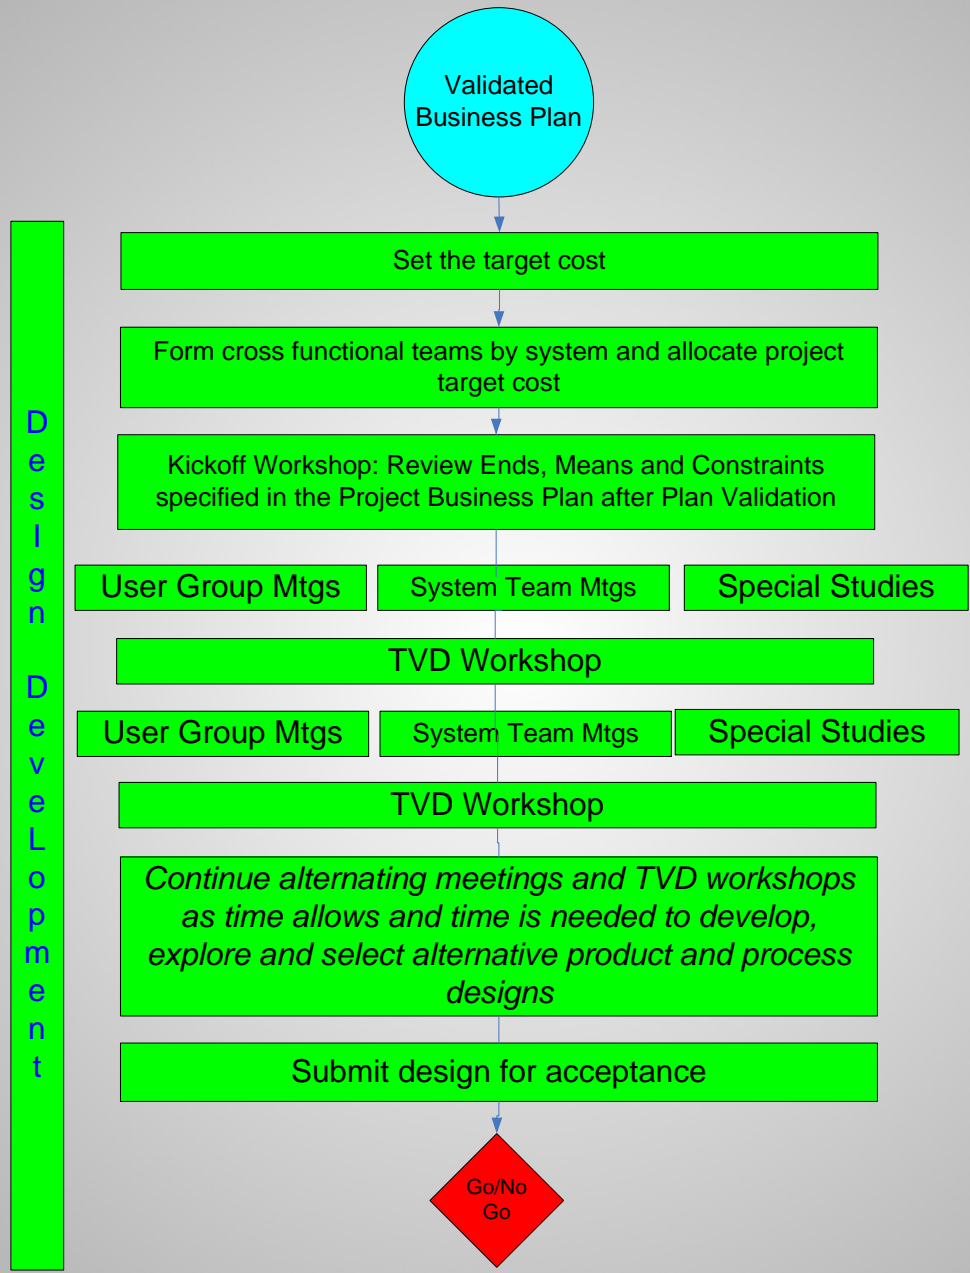 Validated
Business Plan
Set the target cost
Form cross functional teams by system and allocate project
target cost
Kickoff Workshop: Review Ends, Means and Constraints
specified in the Project Business Plan after Plan Validation
User Group Mtgs
System Team Mtgs
Special Studies
TVD Workshop
User Group Mtgs
System Team Mtgs
Special Studies
TVD Workshop
Continue alternating meetings and TVD workshops
as time allows and time is needed to develop,
explore and select alternative product and process
designs
Submit design for acceptance
Go/No
Go
D
e
s
I
g
n
D
e
v
e
L
o
p
m
e
n
t